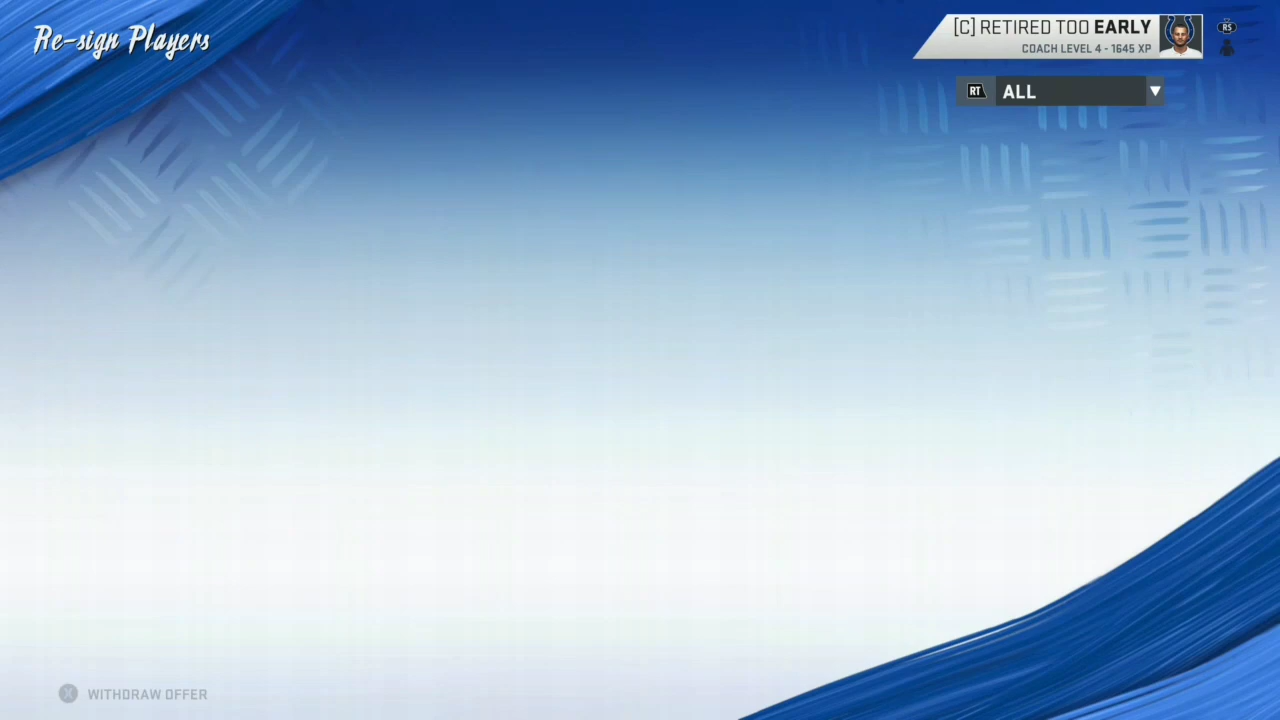 Re-sign Players
[C] RETIRED TOO EARLY
COACH LEVEL 4 - 1645 XP
RS
RT ALL
X WITHDRAW OFFER